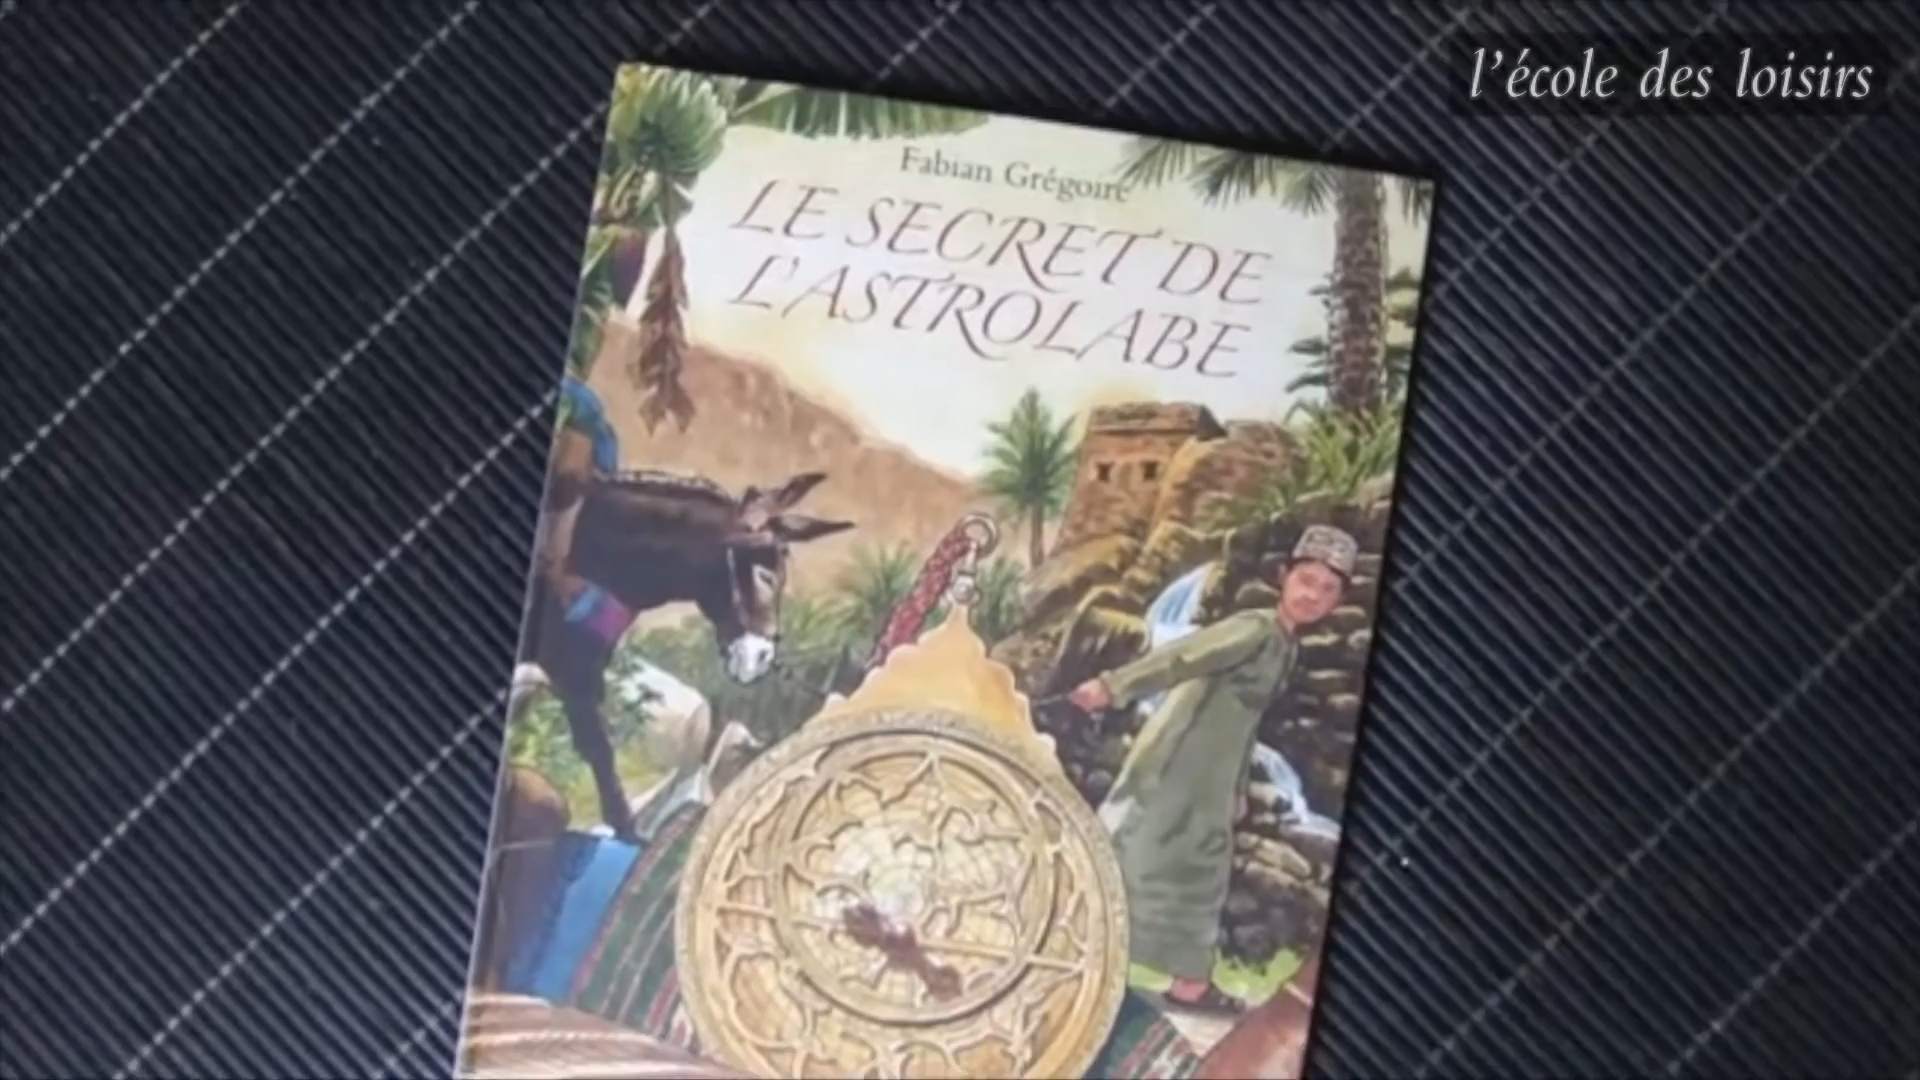 l'école des loisirs
Fabian Grégoire
LE SECRET DE
L'ASTROLABE